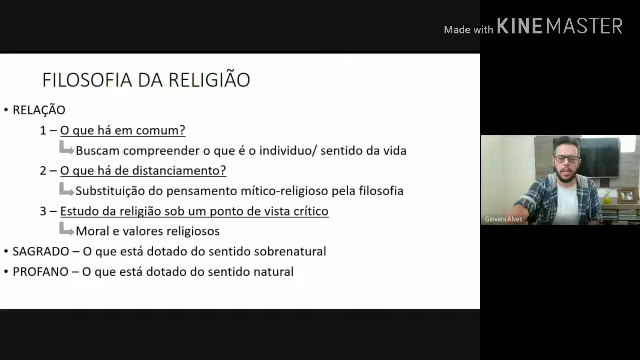 Made with KINEMASTER
FILOSOFIA DA RELIGIÃO
• RELAÇÃO
1 – O que há em comum?
Buscam compreender o que é o individuo/ sentido da vida
2 – O que há de distanciamento?
Substituição do pensamento mítico-religioso pela filosofia
3 – Estudo da religião sob um ponto de vista crítico
Moral e valores religiosos
• SAGRADO – O que está dotado do sentido sobrenatural
• PROFANO – O que está dotado do sentido natural
Giovani Alves